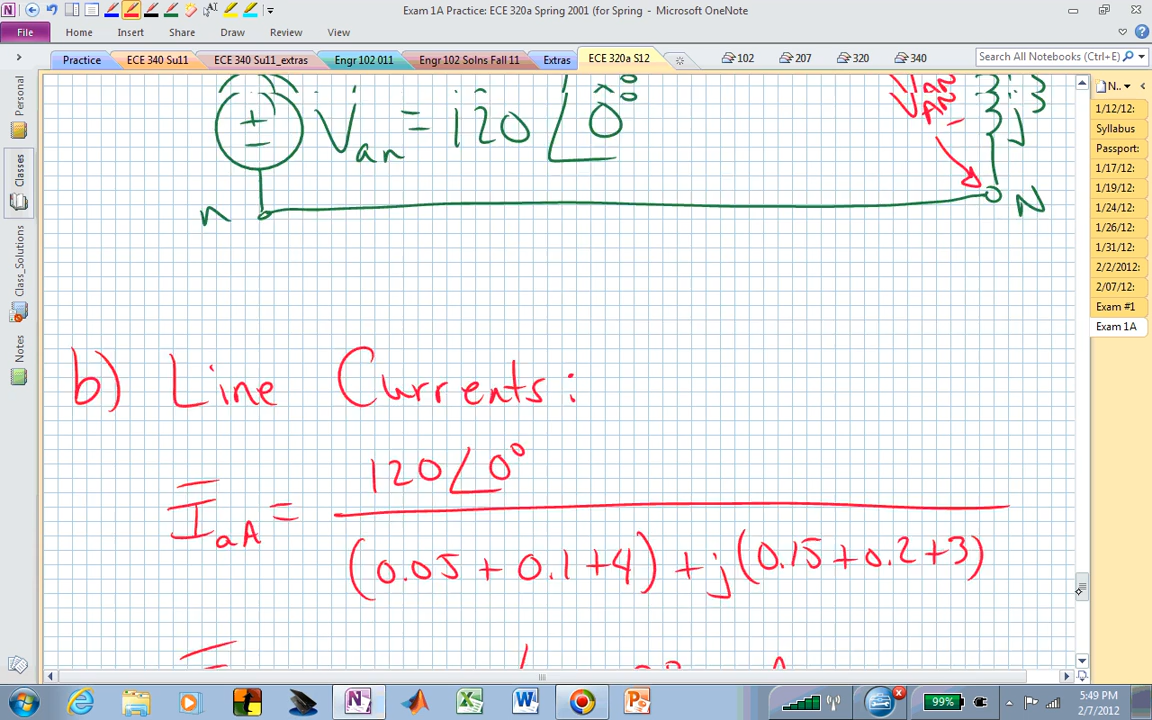 Exam 1A Practice: ECE 320a Spring 2001 (for Spring - Microsoft OneNote
File Home Insert Share Draw Review View
Practice ECE 340 Su11 ECE 340 Su11_extras Engr 102 011 Engr 102 Solns Fall 11 Extras ECE 320a S12 102 207 320 340 Search All Notebooks (Ctrl+E)
N..
Personal
Classes
Class_Solutions
Notes
1/12/12:
Syllabus
Passport:
1/17/12:
1/19/12:
1/24/12:
1/26/12:
1/31/12:
2/2/2012:
2/07/12:
Exam #1
Exam 1A
+
−
Van = 120∠0°
VAN
VAN
j3
n
N
b) Line Currents:
120∠0°
IaA =
(0.05 + 0.1 + 4) + j(0.15 + 0.2 + 3)
99%
5:49 PM
2/7/2012